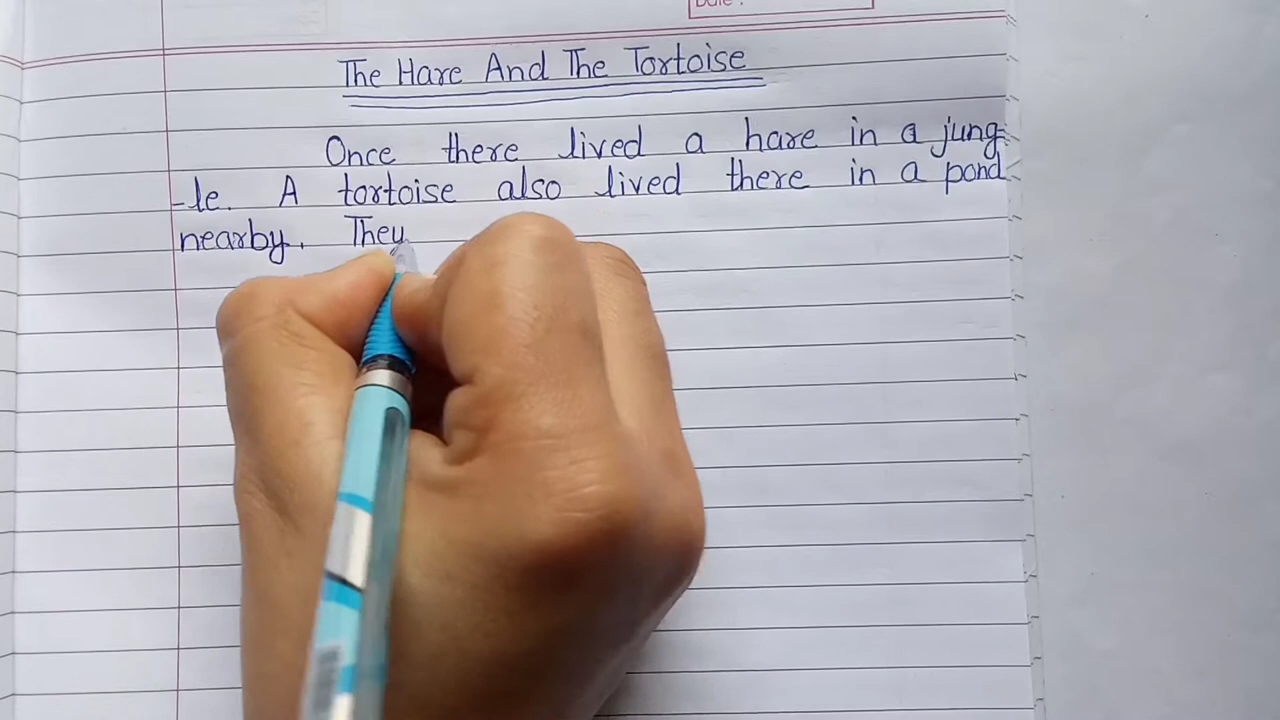 Date :
The Hare And The Tortoise
Once there lived a hare in a jung
-le. A tortoise also lived there in a pond
nearby. They